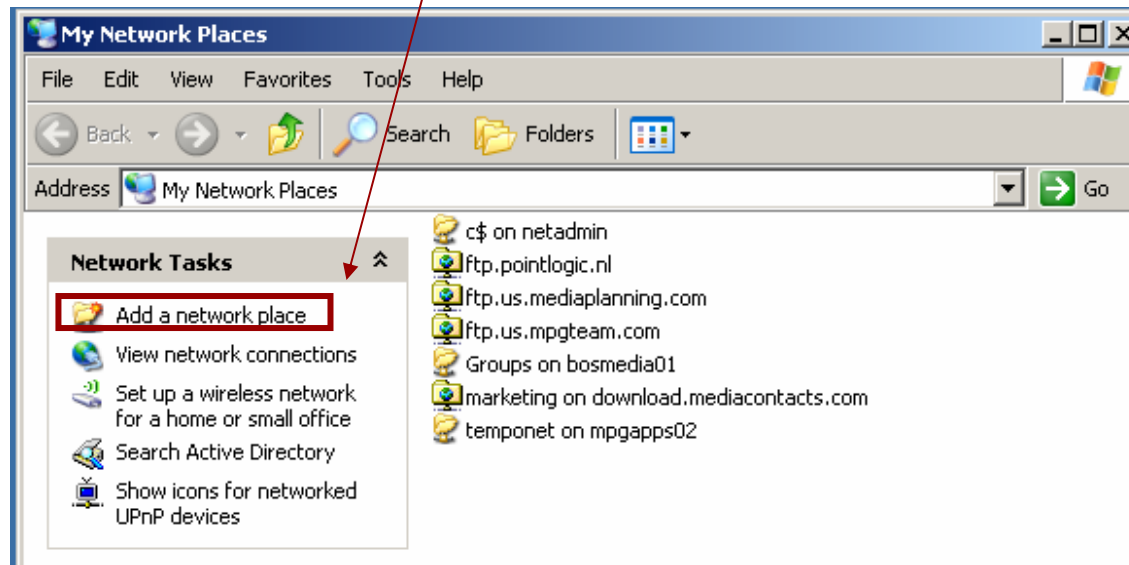 My Network Places
File Edit View Favorites Tools Help
Back Search Folders
Address My Network Places Go
Network Tasks
Add a network place
View network connections
Set up a wireless network
for a home or small office
Search Active Directory
Show icons for networked
UPnP devices
c$ on netadmin
ftp.pointlogic.nl
ftp.us.mediaplanning.com
ftp.us.mpgteam.com
Groups on bosmedia01
marketing on download.mediacontacts.com
temponet on mpgapps02